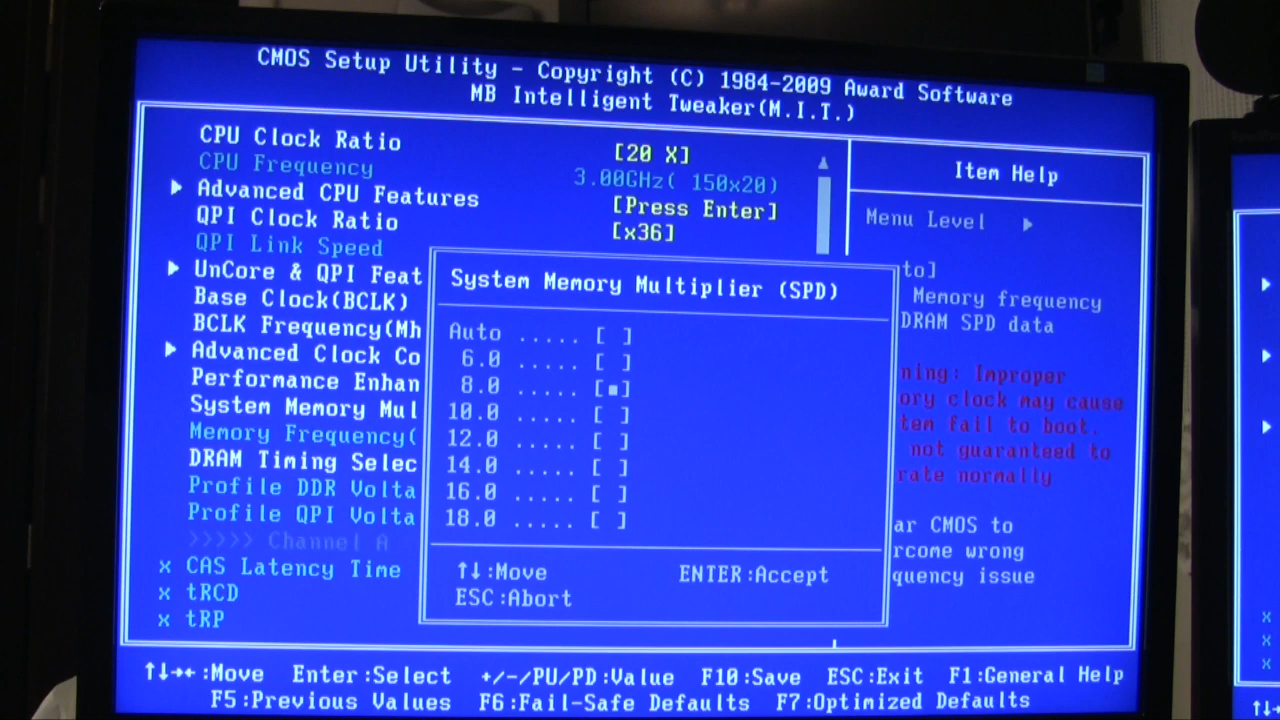 CMOS Setup Utility - Copyright (C) 1984-2009 Award Software
MB Intelligent Tweaker(M.I.T.)
CPU Clock Ratio [20 X]
CPU Frequency 3.00GHz( 150x20)
Advanced CPU Features [Press Enter]
QPI Clock Ratio [x36]
QPI Link Speed
UnCore & QPI Feat
Base Clock(BCLK)
BCLK Frequency(Mh
Advanced Clock Co
Performance Enhan
System Memory Mul
Memory Frequency(
DRAM Timing Selec
Profile DDR Volta
Profile QPI Volta
>>>>> Channel A
x CAS Latency Time
x tRCD
x tRP
System Memory Multiplier (SPD)
Auto ..... [ ]
6.0 ..... [ ]
8.0 ..... [■]
10.0 ..... [ ]
12.0 ..... [ ]
14.0 ..... [ ]
16.0 ..... [ ]
18.0 ..... [ ]
↑↓:Move ENTER:Accept
ESC:Abort
Item Help
Menu Level ▶
to]
Memory frequency
DRAM SPD data
ning: Improper
ory clock may cause
tem fail to boot.
not guaranteed to
rate normally
ar CMOS to
rcome wrong
quency issue
↑↓→←:Move Enter:Select +/-/PU/PD:Value F10:Save ESC:Exit F1:General Help
F5:Previous Values F6:Fail-Safe Defaults F7:Optimized Defaults
x
x
x
↑↓→